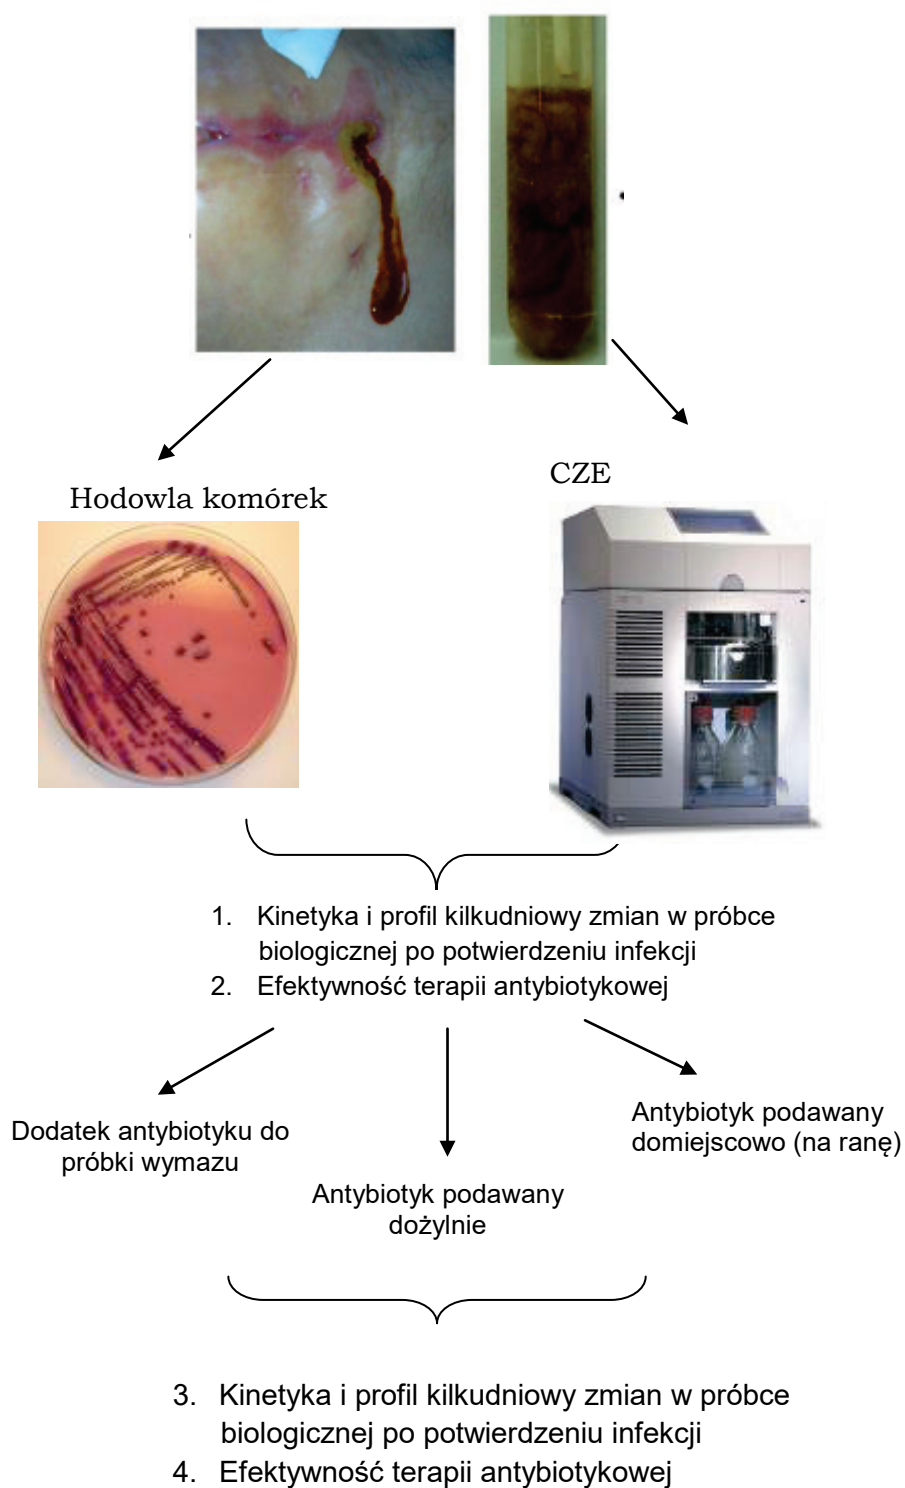 CZE
Hodowla komórek
1. Kinetyka i profil kilkudniowy zmian w próbce
biologicznej po potwierdzeniu infekcji
2. Efektywność terapii antybiotykowej
Dodatek antybiotyku do
próbki wymazu
Antybiotyk podawany
dożylnie
Antybiotyk podawany
domiejscowo (na ranę)
3. Kinetyka i profil kilkudniowy zmian w próbce
biologicznej po potwierdzeniu infekcji
4. Efektywność terapii antybiotykowej